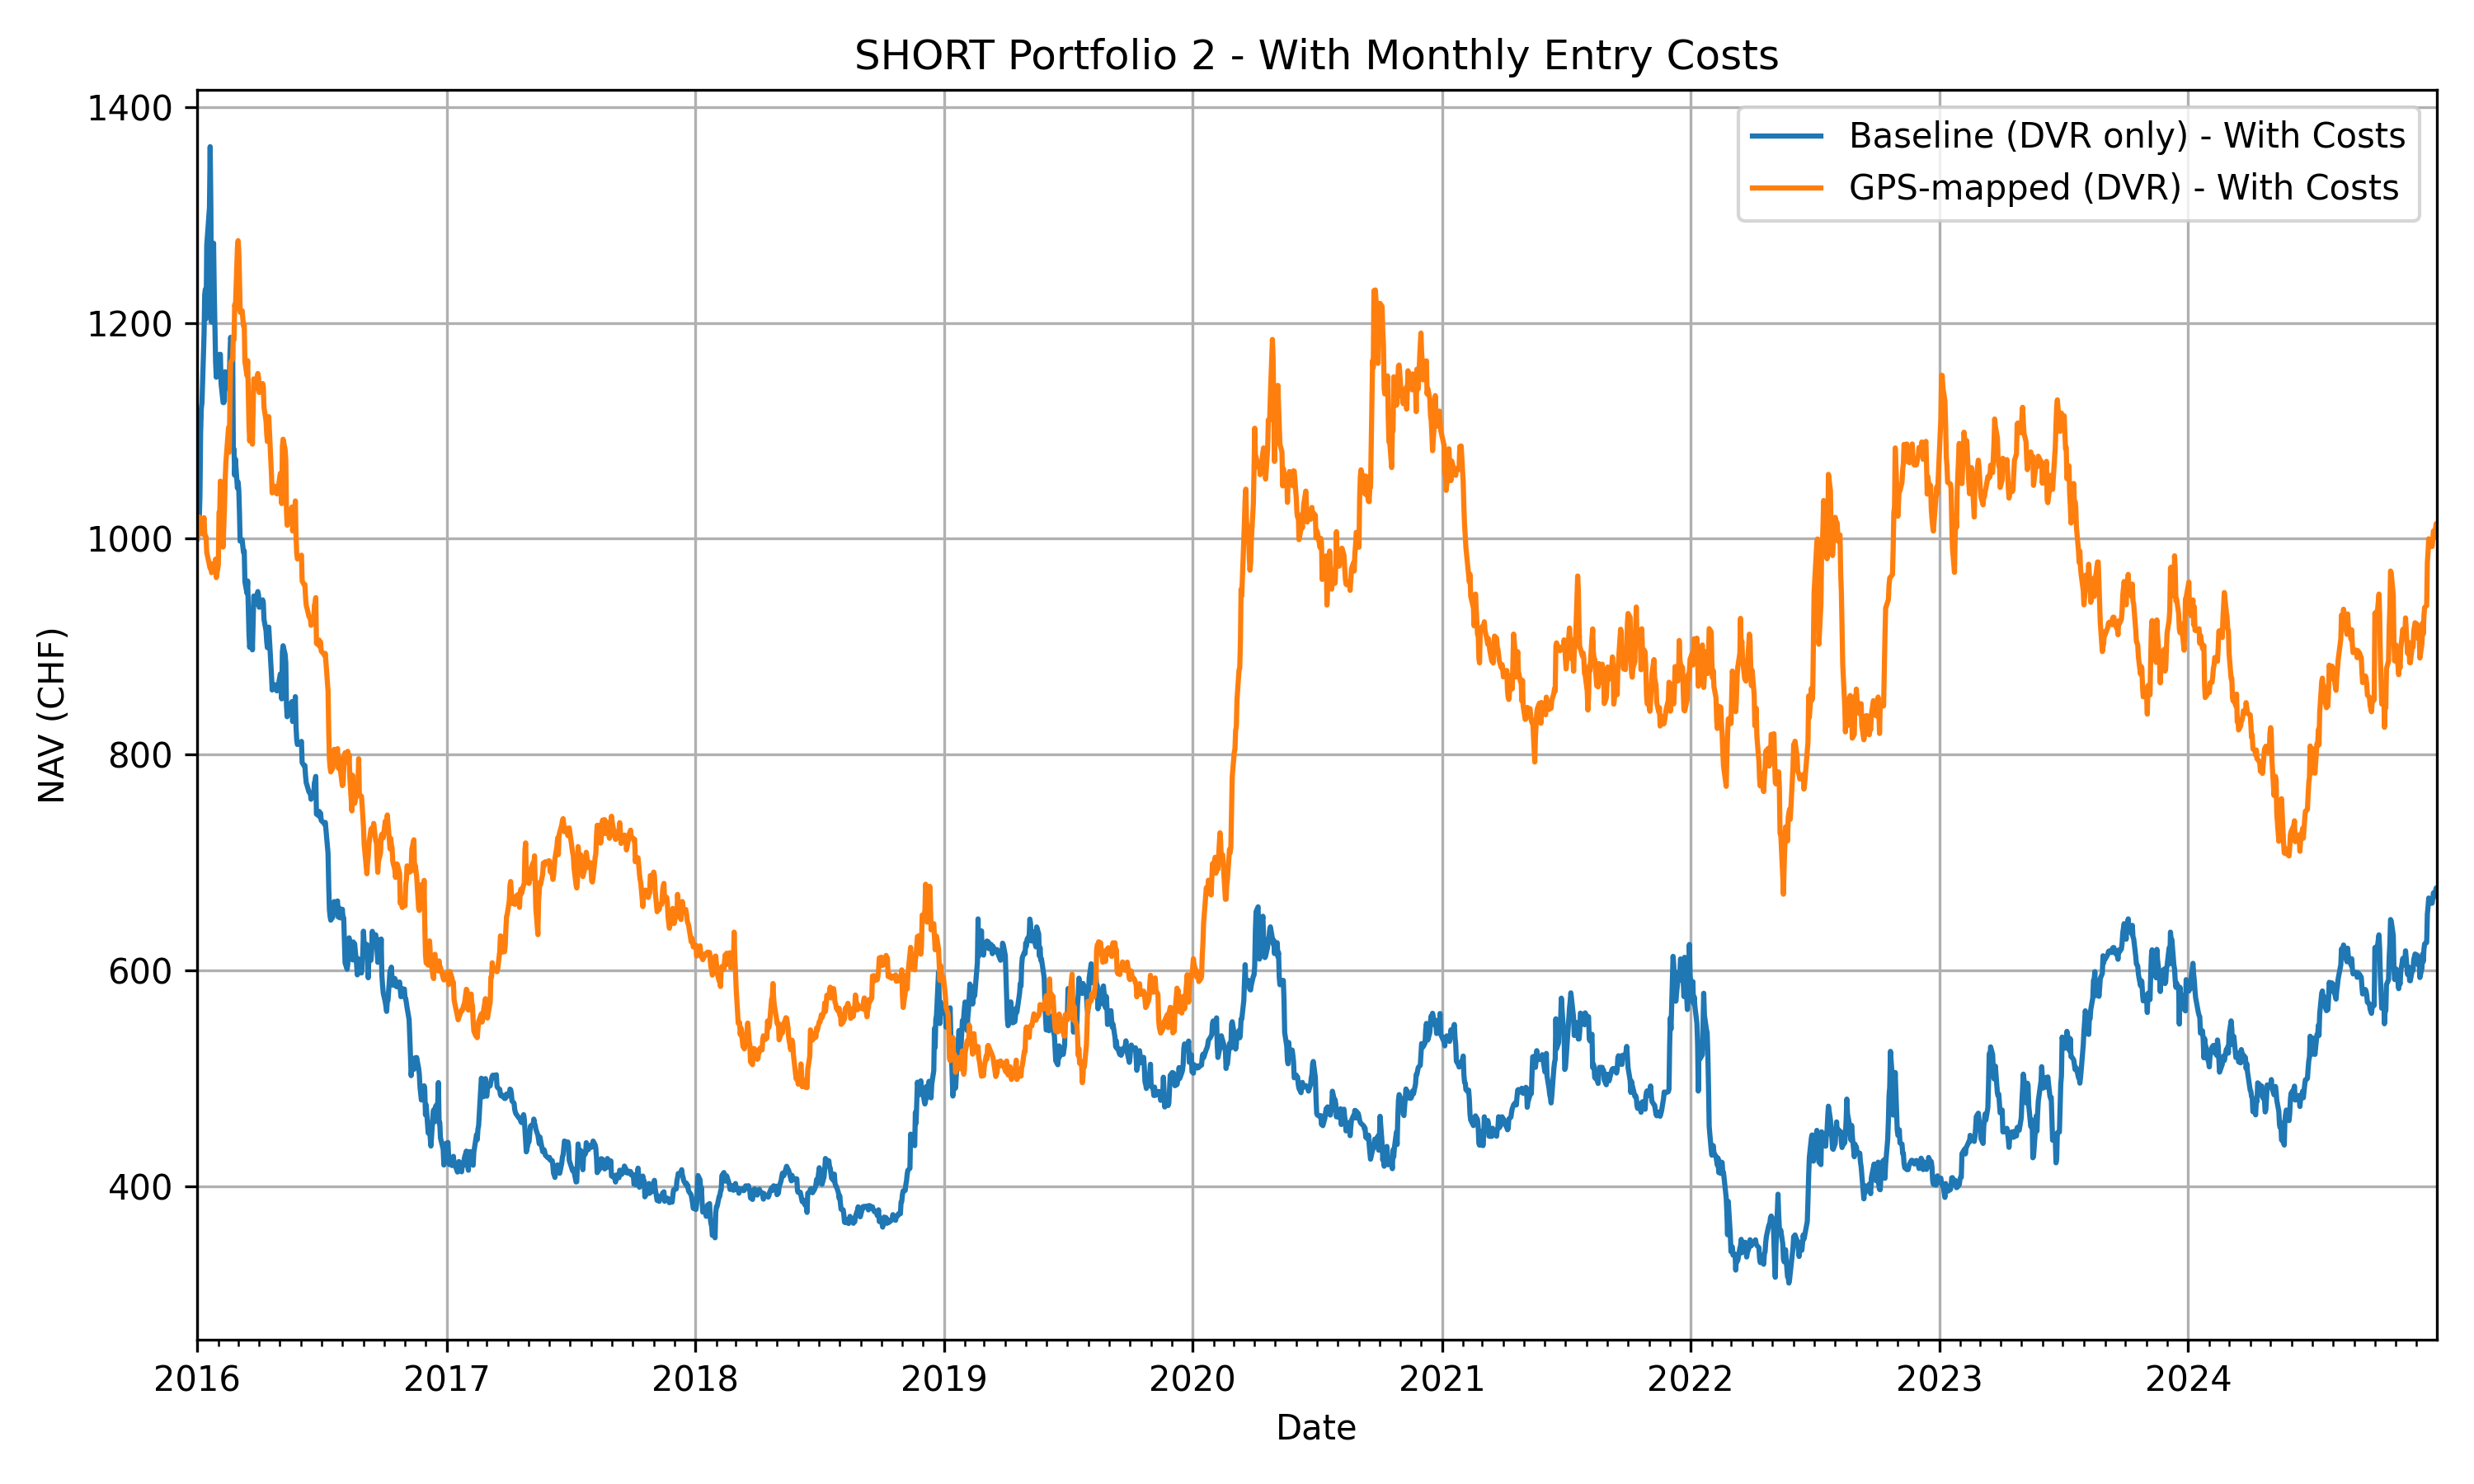 SHORT Portfolio 2 - With Monthly Entry Costs
Baseline (DVR only) - With Costs
GPS-mapped (DVR) - With Costs
NAV (CHF)
1400
1200
1000
800
600
400
2016 2017 2018 2019 2020 2021 2022 2023 2024
Date